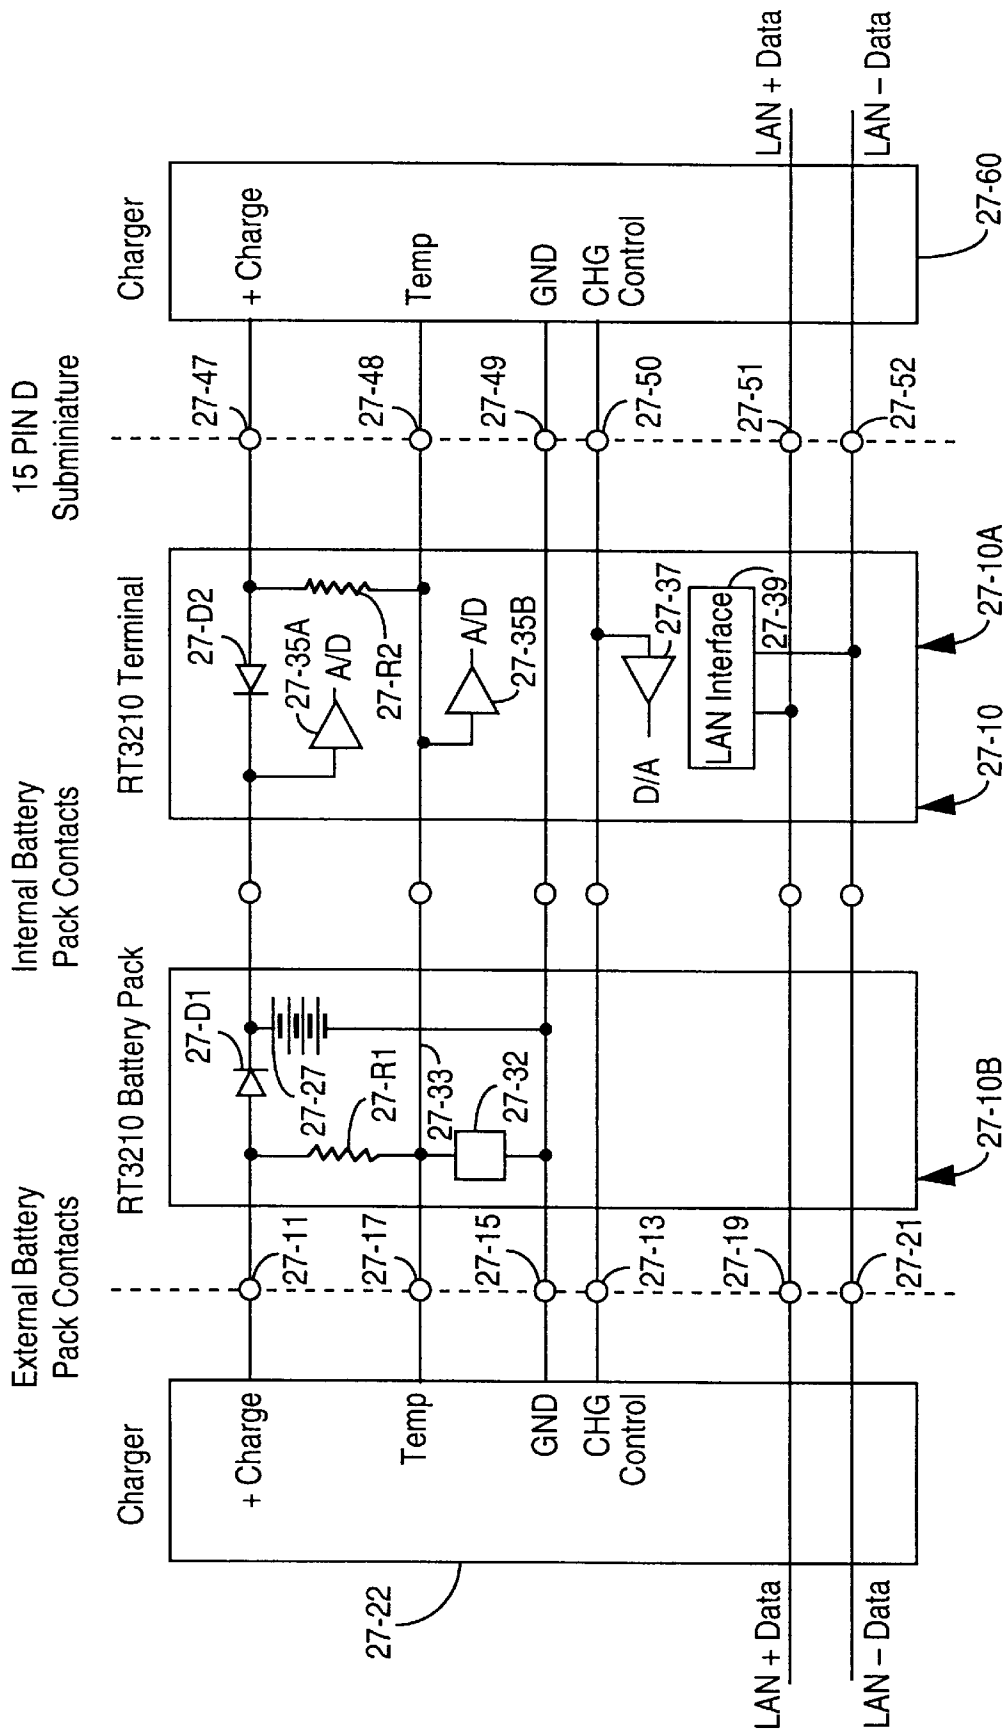 External Battery
Pack Contacts
Internal Battery
Pack Contacts
15 PIN D
Subminiature
Charger
RT3210 Battery Pack
RT3210 Terminal
Charger
27-22
+ Charge
27-11
27-D1
27-27
27-R1
27-D2
27-35A
A/D
27-R2
27-47
+ Charge
Temp
27-17
27-33
27-32
A/D
27-35B
27-48
Temp
GND
27-15
27-49
GND
CHG
Control
27-13
D/A
27-37
27-50
CHG
Control
LAN Interface
27-39
LAN + Data
27-19
27-51
LAN + Data
LAN – Data
27-21
27-52
LAN – Data
27-10B
27-10
27-10A
27-60